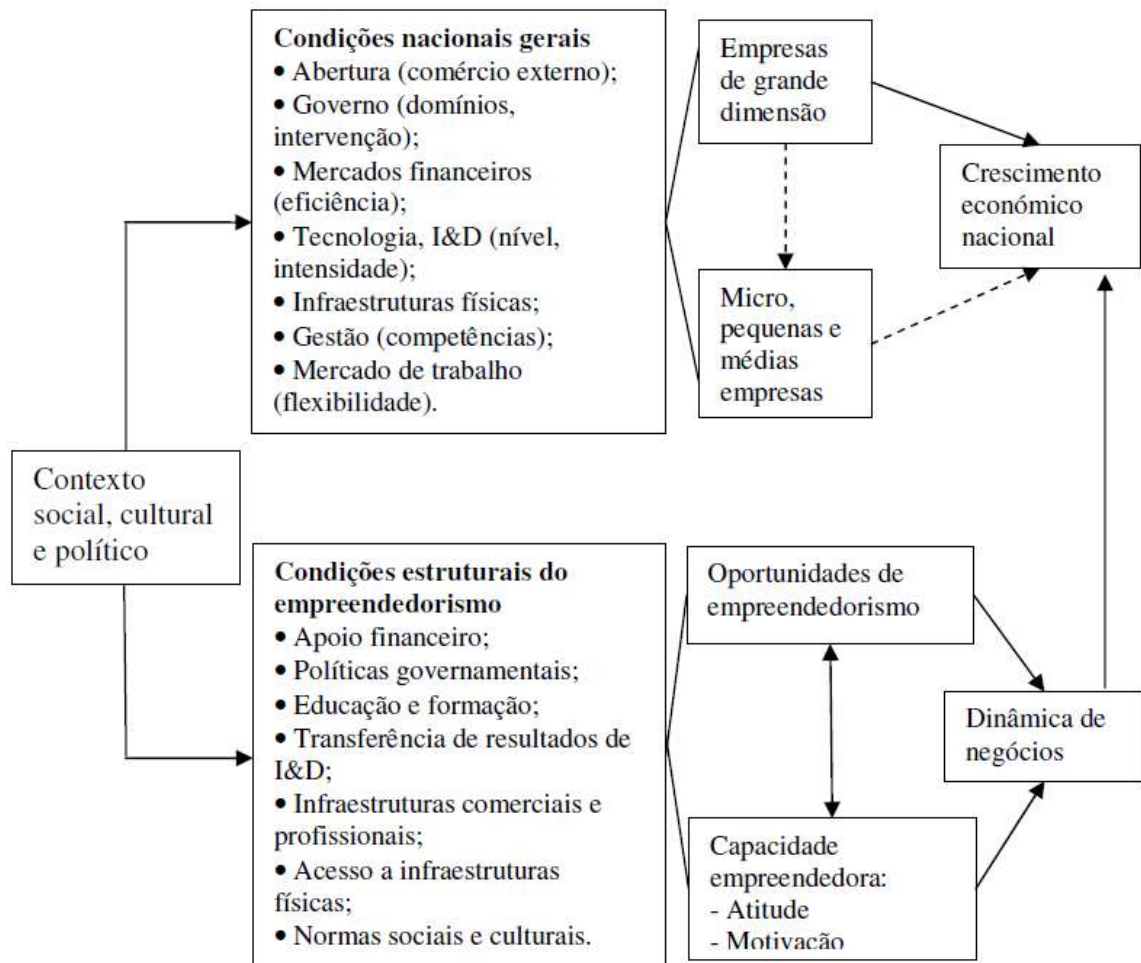 Condições nacionais gerais
• Abertura (comércio externo);
• Governo (domínios,
intervenção);
• Mercados financeiros
(eficiência);
• Tecnologia, I&D (nível,
intensidade);
• Infraestruturas físicas;
• Gestão (competências);
• Mercado de trabalho
(flexibilidade).
Empresas
de grande
dimensão
Micro,
pequenas e
médias
empresas
Crescimento
económico
nacional
Contexto
social, cultural
e político
Condições estruturais do
empreendedorismo
• Apoio financeiro;
• Políticas governamentais;
• Educação e formação;
• Transferência de resultados de
I&D;
• Infraestruturas comerciais e
profissionais;
• Acesso a infraestruturas
físicas;
• Normas sociais e culturais.
Oportunidades de
empreendedorismo
Capacidade
empreendedora:
- Atitude
- Motivação
Dinâmica de
negócios